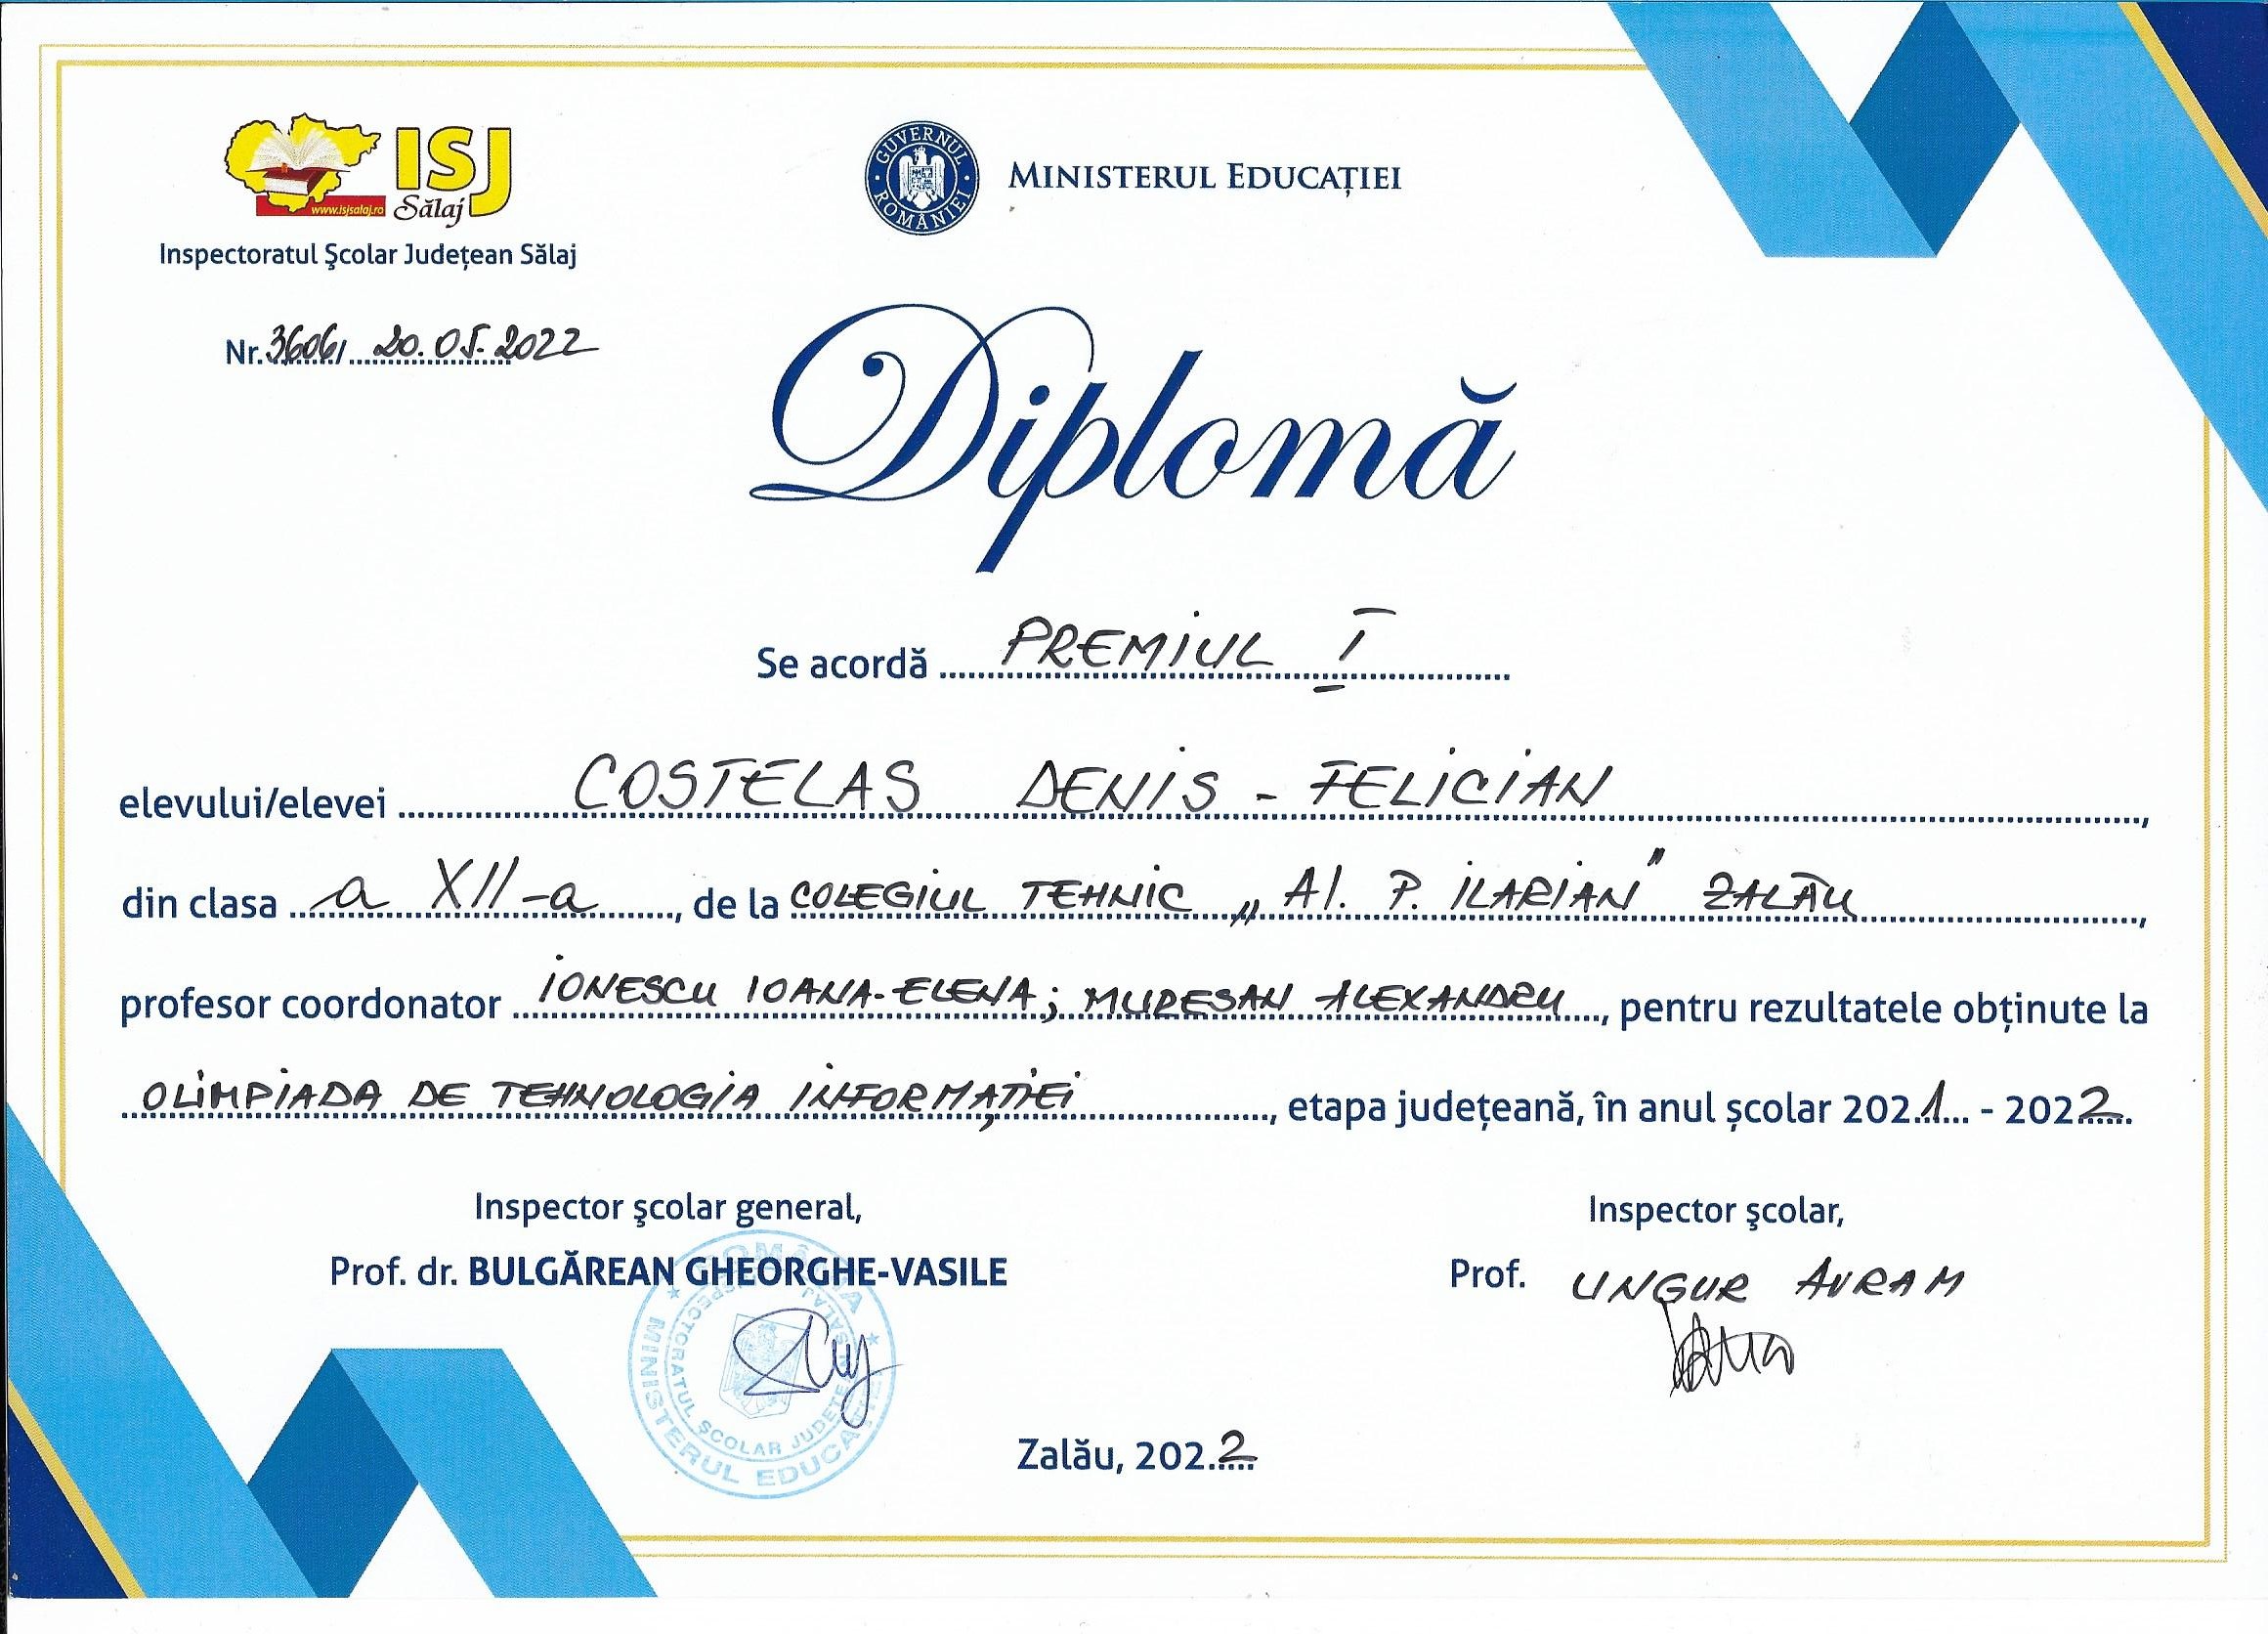 ISJ
Sălaj
www.isjsalaj.ro
Inspectoratul Şcolar Judeţean Sălaj
GUVERNUL ROMÂNIEI
MINISTERUL EDUCAȚIEI
Nr. 3606/ 20.05.2022
Diplomă
Se acordă PREMIUL I
elevului/elevei COSTELAS DENIS - FELICIAN,
din clasa a XII-a, de la COLEGIUL TEHNIC „Al. P. ILARIAN” ZALĂU,
profesor coordonator IONESCU IOANA-ELENA; MURESAN ALEXANDRU, pentru rezultatele obținute la
OLIMPIADA DE TEHNOLOGIA INFORMAȚIEI, etapa județeană, în anul școlar 2021 - 2022
Inspector şcolar general,
Prof. dr. BULGĂREAN GHEORGHE-VASILE
Inspector şcolar,
Prof. UNGUR AVRAM
ROMÂNIA
MINISTERUL EDUCAȚIEI
INSPECTORATUL ŞCOLAR JUDEȚEAN SĂLAJ
Zalău, 2022